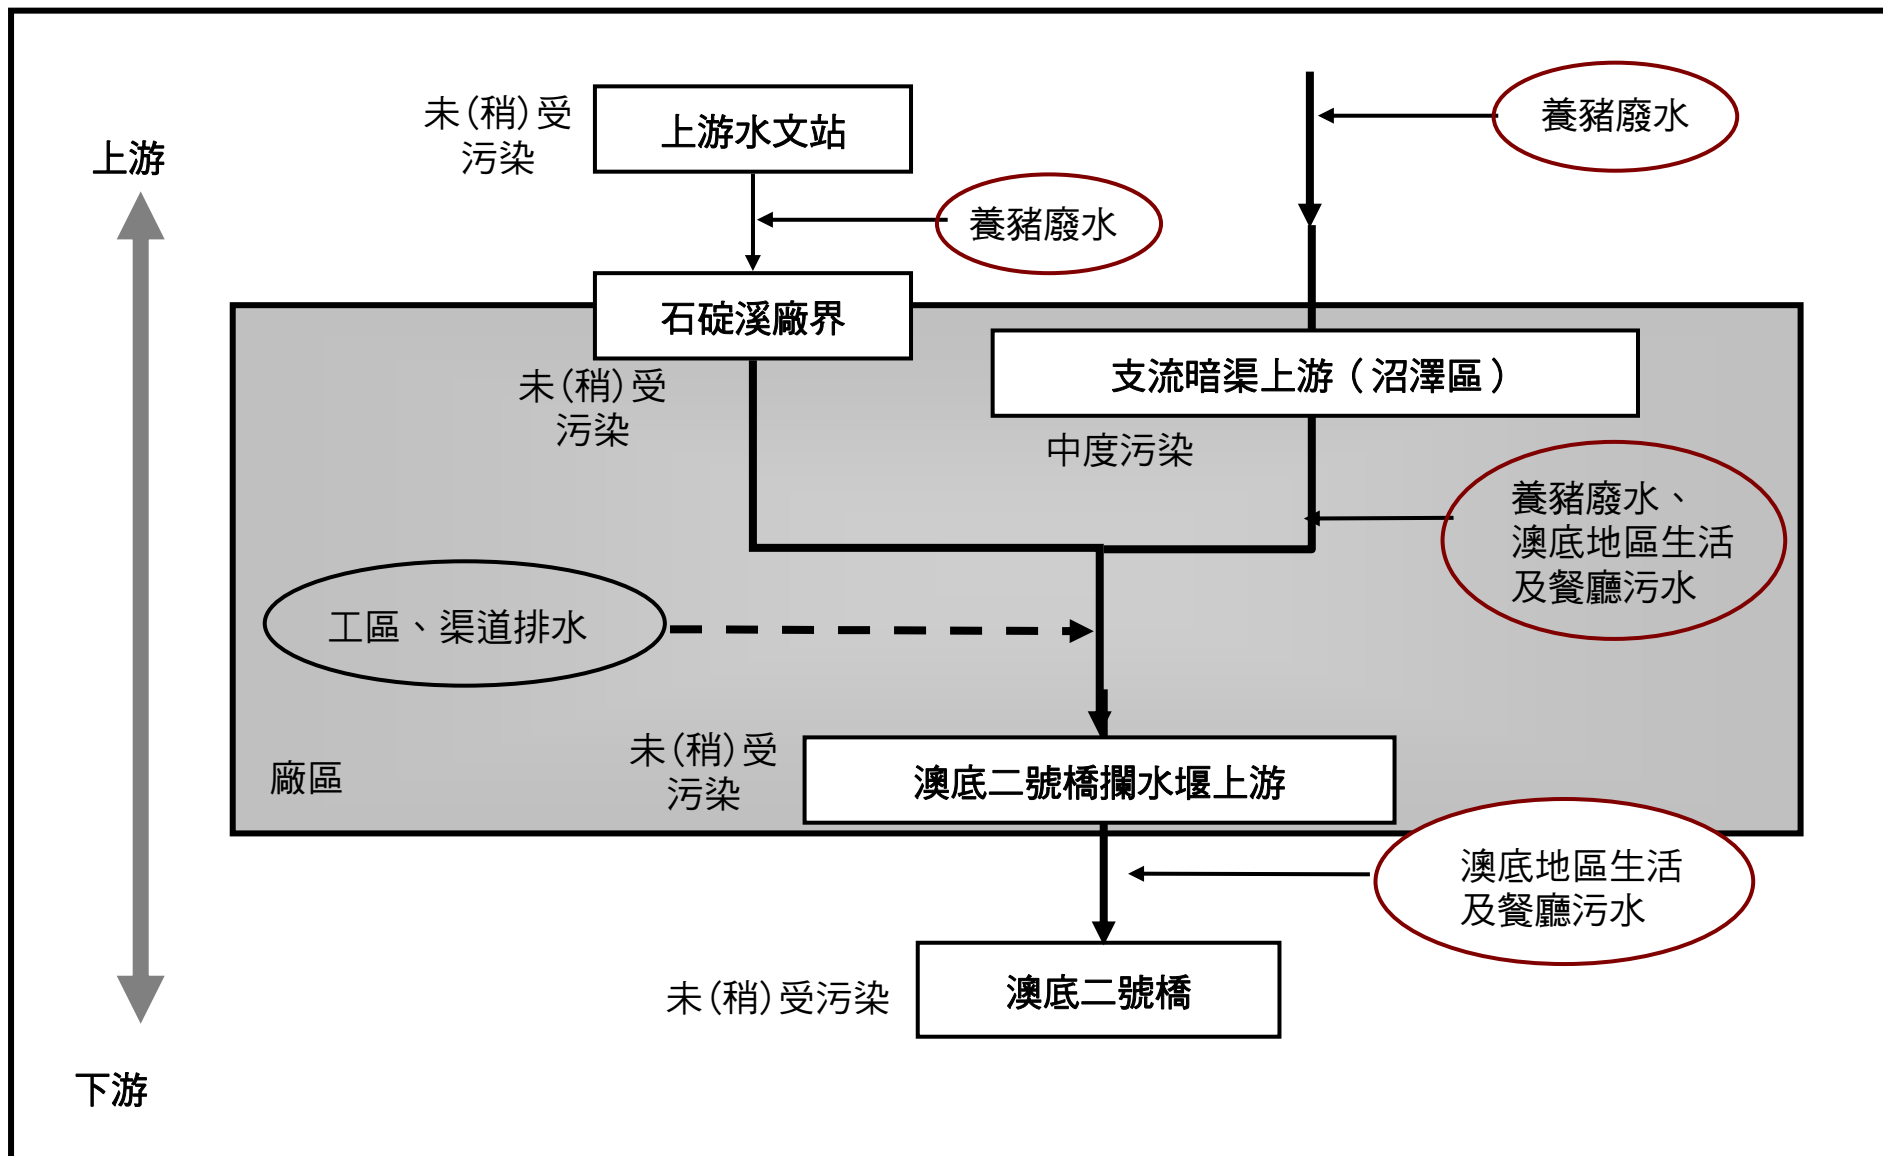 養豬廢水
未(稍)受
污染
上游水文站
上游
養豬廢水
石碇溪廠界
支流暗渠上游(沼澤區)
未(稍)受
污染
中度污染
養豬廢水、
澳底地區生活
及餐廳污水
工區、渠道排水
未(稍)受
污染
澳底二號橋攔水堰上游
廠區
澳底地區生活
及餐廳污水
未(稍)受污染
澳底二號橋
下游